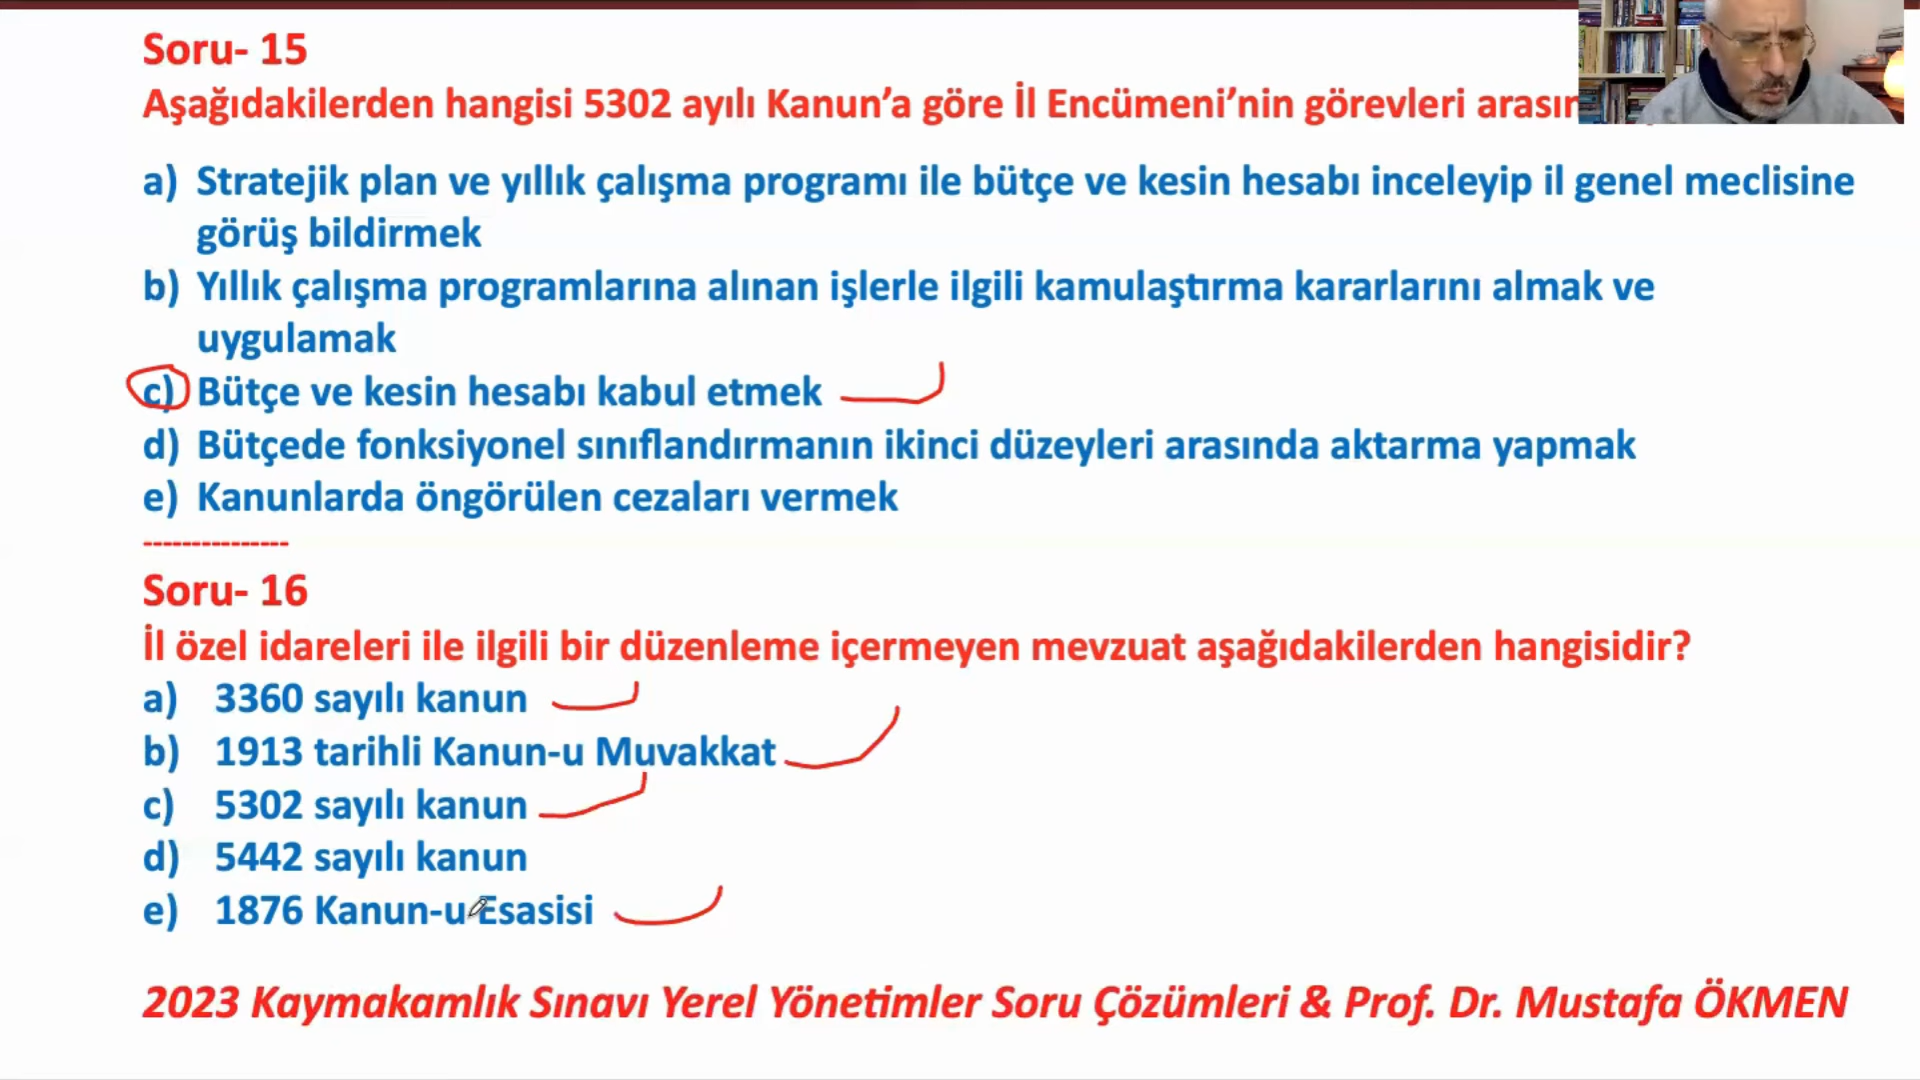 Soru- 15
Aşağıdakilerden hangisi 5302 ayılı Kanun’a göre İl Encümeni’nin görevleri
a) Stratejik plan ve yıllık çalışma programı ile bütçe ve kesin hesabı inceleyip il genel meclisine
görüş bildirmek
b) Yıllık çalışma programlarına alınan işlerle ilgili kamulaştırma kararlarını almak ve
uygulamak
c) Bütçe ve kesin hesabı kabul etmek
d) Bütçede fonksiyonel sınıflandırmanın ikinci düzeyleri arasında aktarma yapmak
e) Kanunlarda öngörülen cezaları vermek
---------------
Soru- 16
İl özel idareleri ile ilgili bir düzenleme içermeyen mevzuat aşağıdakilerden hangisidir?
a) 3360 sayılı kanun
b) 1913 tarihli Kanun-u Muvakkat
c) 5302 sayılı kanun
d) 5442 sayılı kanun
e) 1876 Kanun-u Esasisi
2023 Kaymakamlık Sınavı Yerel Yönetimler Soru Çözümleri & Prof. Dr. Mustafa ÖKMEN